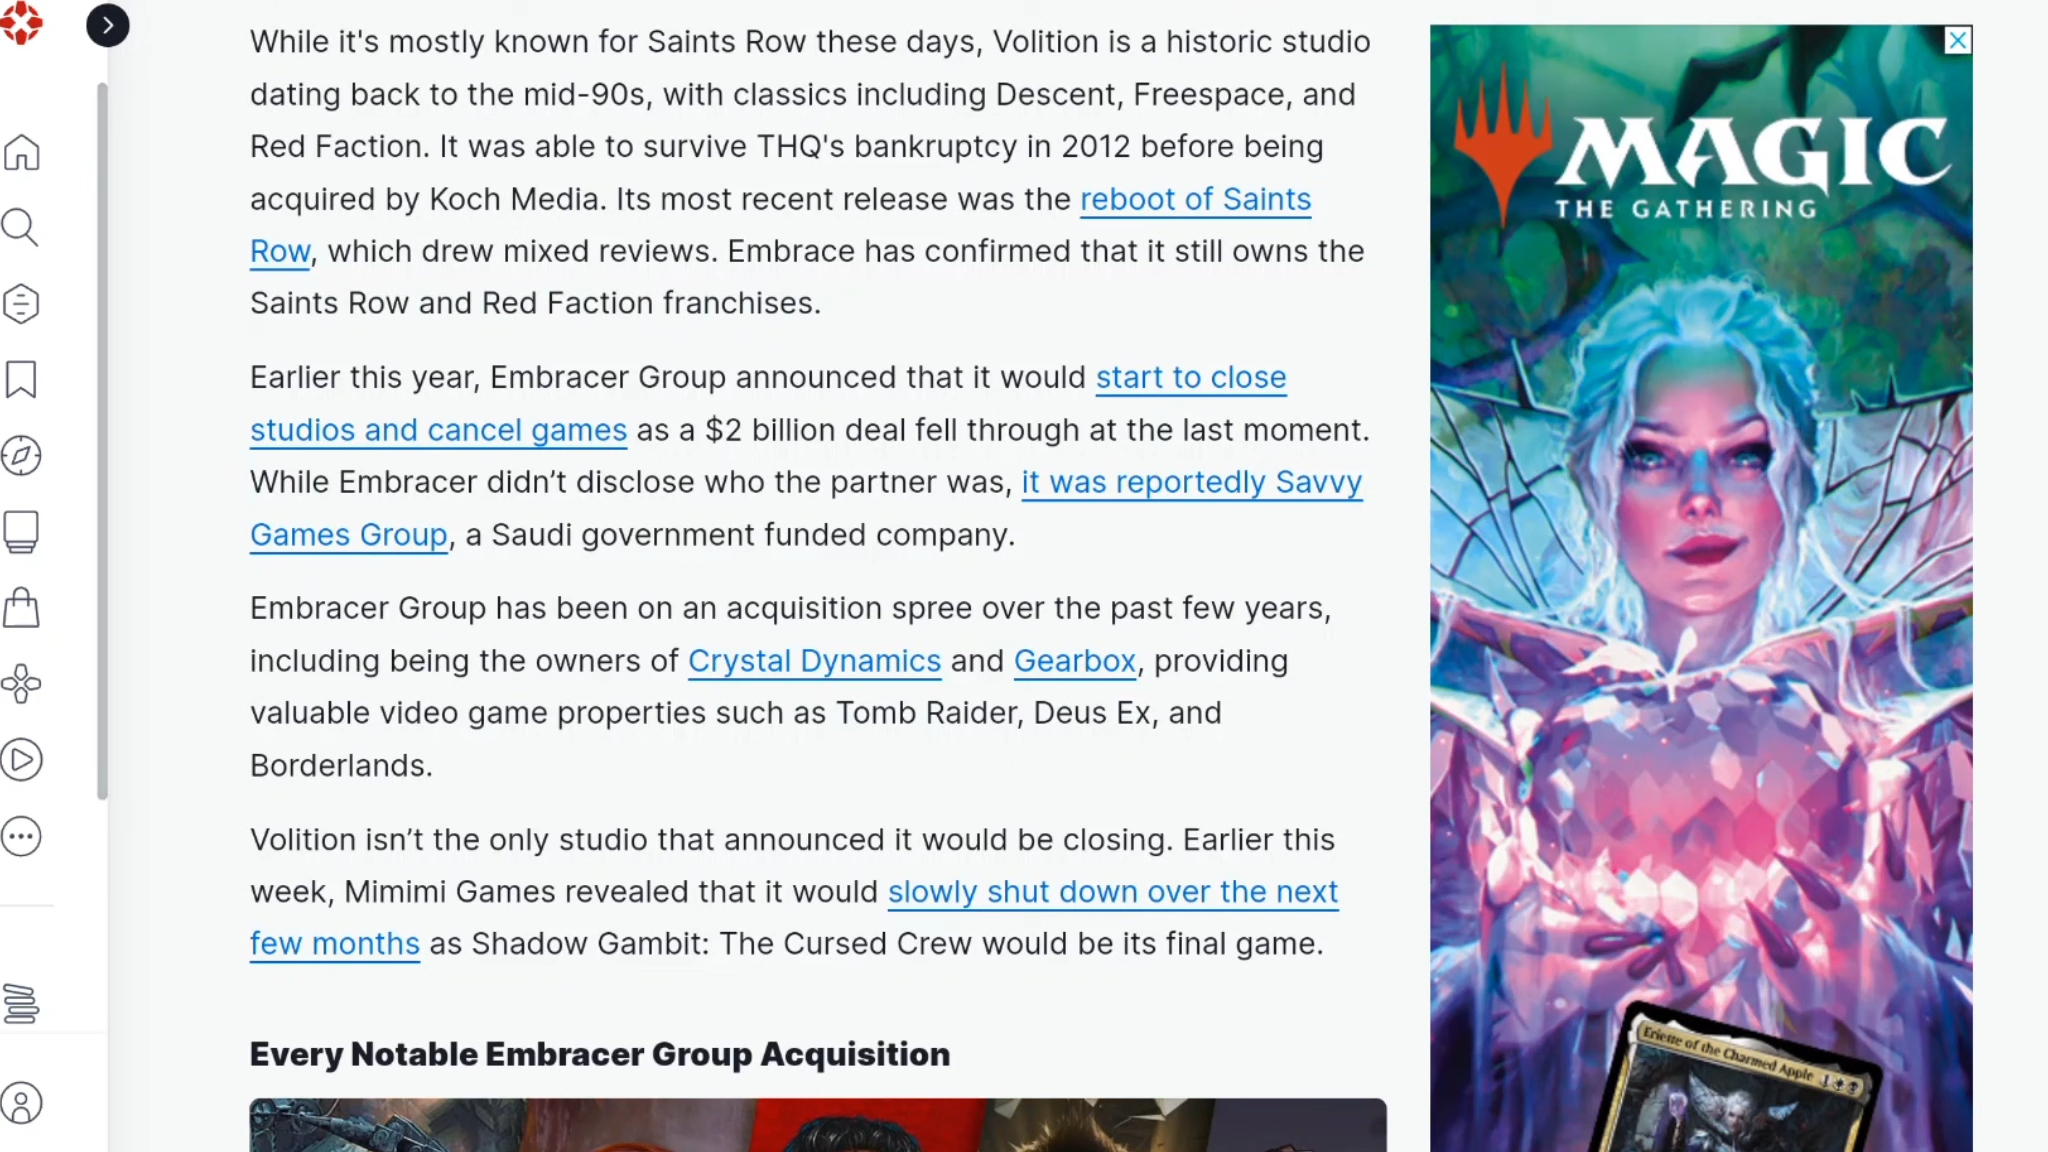 While it's mostly known for Saints Row these days, Volition is a historic studio
dating back to the mid-90s, with classics including Descent, Freespace, and
Red Faction. It was able to survive THQ's bankruptcy in 2012 before being
acquired by Koch Media. Its most recent release was the reboot of Saints
Row, which drew mixed reviews. Embrace has confirmed that it still owns the
Saints Row and Red Faction franchises.
Earlier this year, Embracer Group announced that it would start to close
studios and cancel games as a $2 billion deal fell through at the last moment.
While Embracer didn’t disclose who the partner was, it was reportedly Savvy
Games Group, a Saudi government funded company.
Embracer Group has been on an acquisition spree over the past few years,
including being the owners of Crystal Dynamics and Gearbox, providing
valuable video game properties such as Tomb Raider, Deus Ex, and
Borderlands.
Volition isn’t the only studio that announced it would be closing. Earlier this
week, Mimimi Games revealed that it would slowly shut down over the next
few months as Shadow Gambit: The Cursed Crew would be its final game.
Every Notable Embracer Group Acquisition
MAGIC
THE GATHERING
Eriette of the Charmed Apple 1